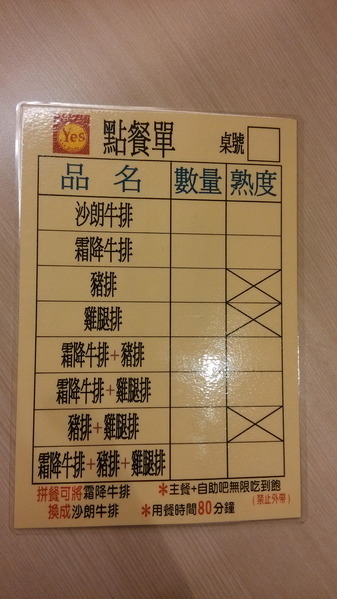 Yes 點餐單 桌號
品名 數量 熟度
沙朗牛排
霜降牛排
豬排
雞腿排
霜降牛排+豬排
霜降牛排+雞腿排
豬排+雞腿排
霜降牛排+豬排+雞腿排
拼餐可將霜降牛排 *主餐+自助吧無限吃到飽
(禁止外帶)
換成沙朗牛排 *用餐時間80分鐘